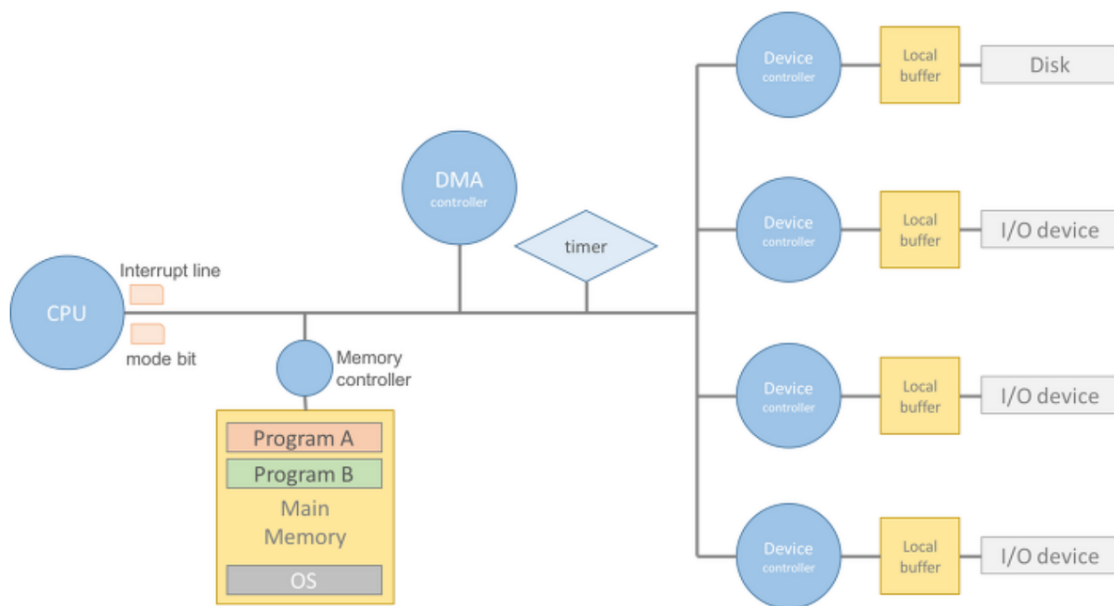 Device
controller
Local
buffer
Disk
DMA
controller
Device
controller
Local
buffer
I/O device
timer
Interrupt line
CPU
mode bit
Memory
controller
Device
controller
Local
buffer
I/O device
Program A
Program B
Main
Memory
OS
Device
controller
Local
buffer
I/O device